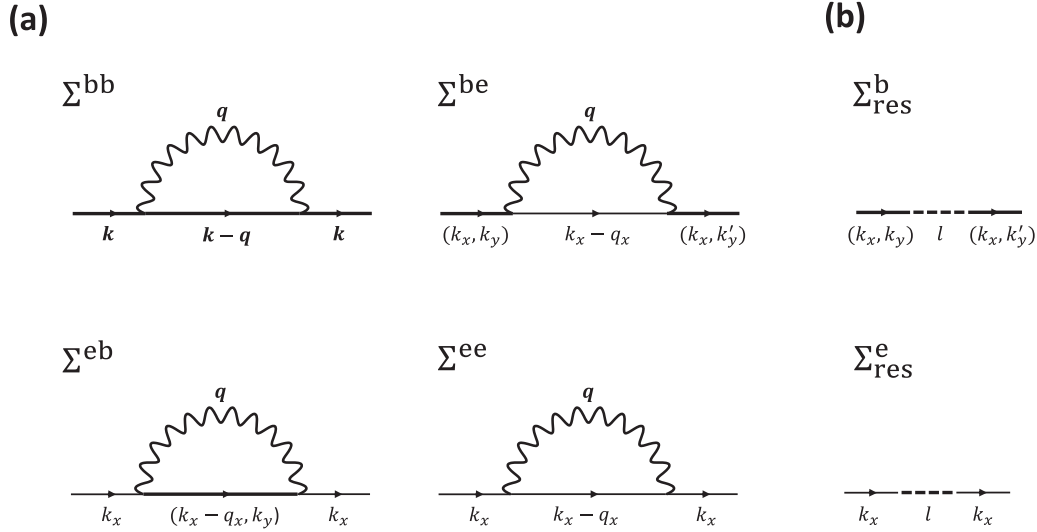 (a) (b)
Σ^bb Σ^be Σ^b_res
q q
k k − q k (k_x, k_y) k_x − q_x (k_x, k′_y) (k_x, k_y) l (k_x, k′_y)
Σ^eb Σ^ee Σ^e_res
q q
k_x (k_x − q_x, k_y) k_x k_x k_x − q_x k_x k_x l k_x